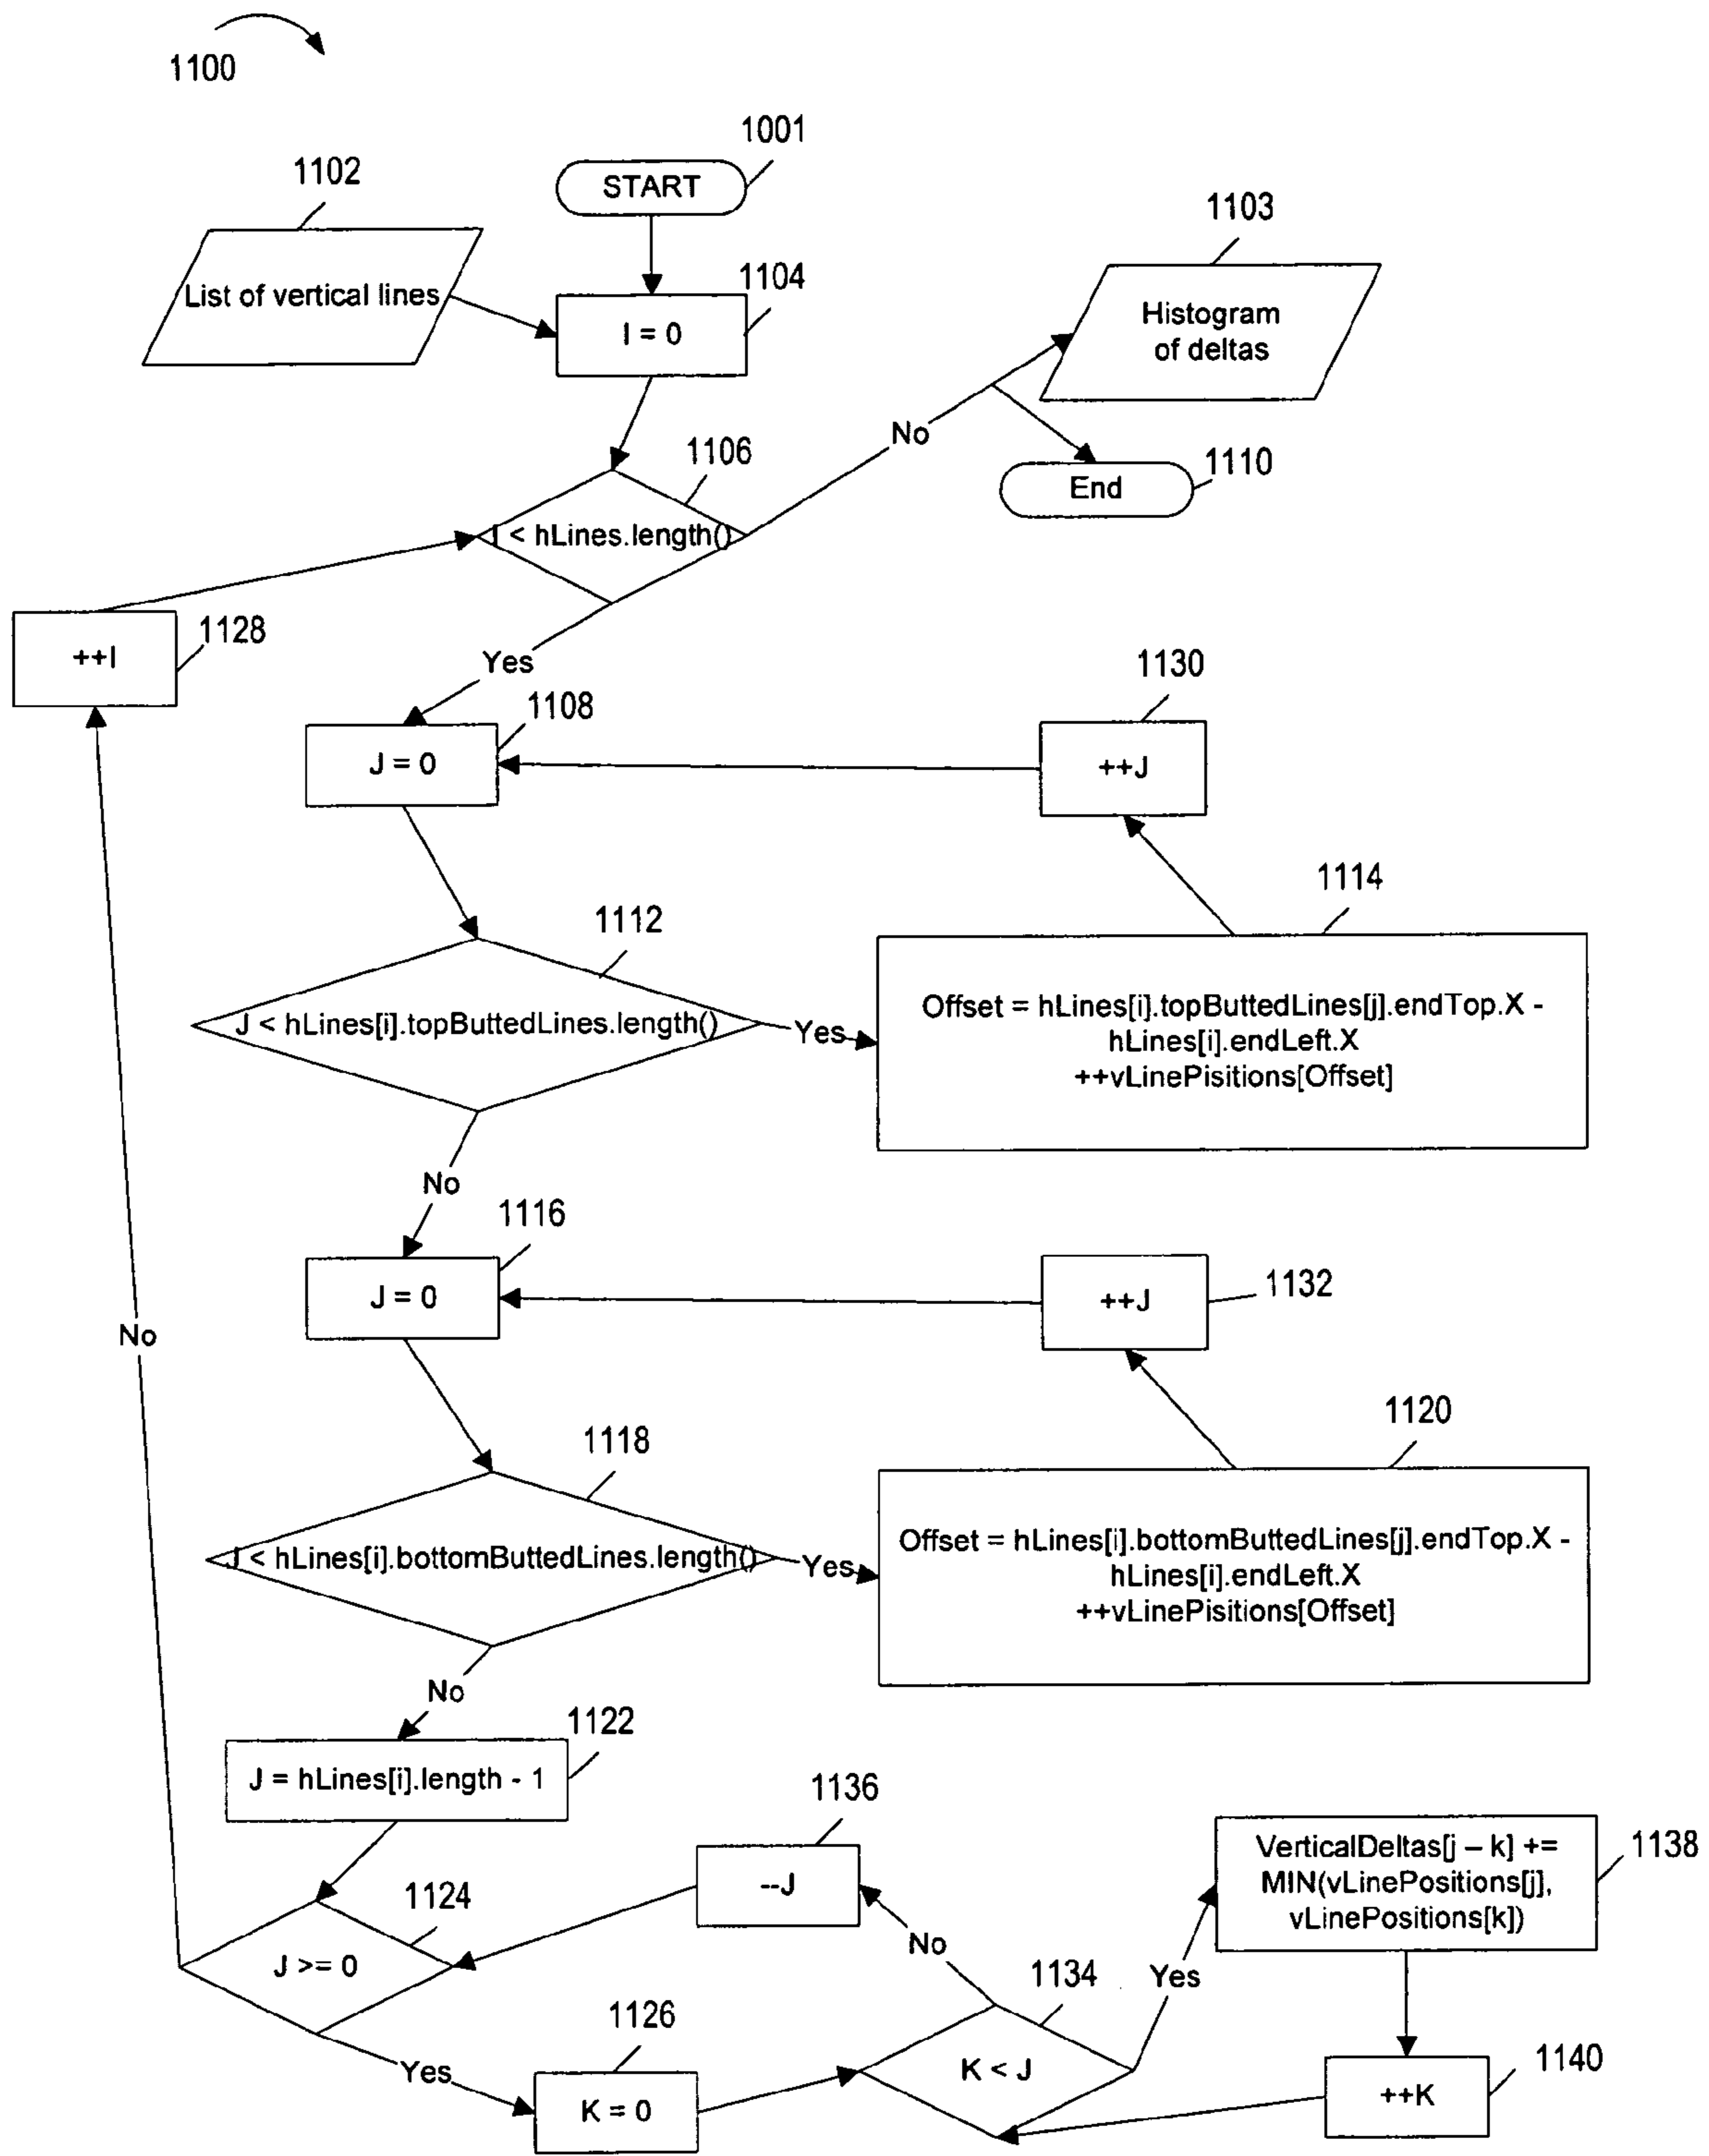 1100
1001
START
1102
List of vertical lines
1104
I = 0
1103
Histogram
of deltas
1106
I < hLines.length()
No
1110
End
1128
++I
Yes
1108
J = 0
1130
++J
1112
J < hLines[i].topButtedLines.length()
Yes
1114
Offset = hLines[i].topButtedLines[j].endTop.X -
hLines[i].endLeft.X
++vLinePisitions[Offset]
No
1116
J = 0
1132
++J
No
1118
J < hLines[i].bottomButtedLines.length()
Yes
1120
Offset = hLines[i].bottomButtedLines[j].endTop.X -
hLines[i].endLeft.X
++vLinePisitions[Offset]
No
1122
J = hLines[i].length - 1
1136
--J
1138
VerticalDeltas[j – k] +=
MIN(vLinePositions[j],
vLinePositions[k])
1124
J >= 0
No
1134
K < J
Yes
1126
K = 0
Yes
1140
++K